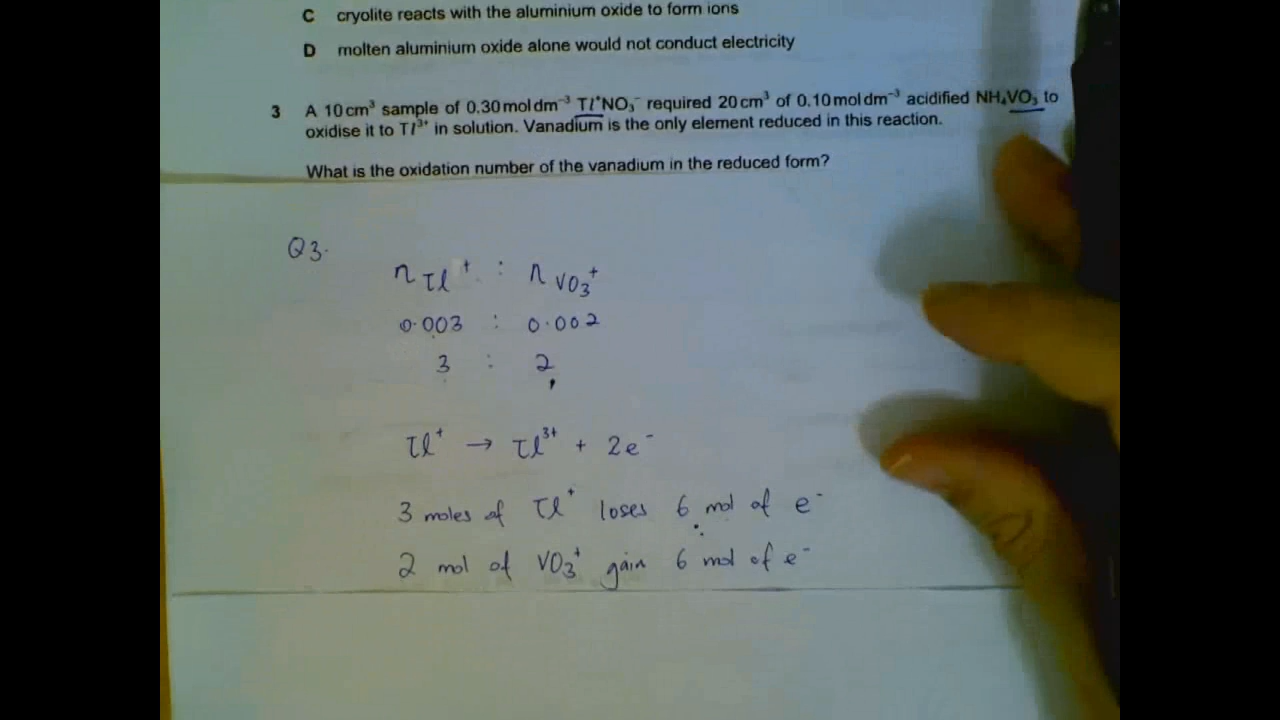 C cryolite reacts with the aluminium oxide to form ions
D molten aluminium oxide alone would not conduct electricity
3 A 10 cm³ sample of 0.30 mol dm⁻³ Tl⁺NO₃⁻ required 20 cm³ of 0.10 mol dm⁻³ acidified NH₄VO₃ to
oxidise it to Tl³⁺ in solution. Vanadium is the only element reduced in this reaction.
What is the oxidation number of the vanadium in the reduced form?
Q3.
n Tl⁺ : n VO₃⁺
0.003 : 0.002
3 : 2
Tl⁺ → Tl³⁺ + 2e⁻
3 moles of Tl⁺ loses 6 mol of e⁻
2 mol of VO₃⁺ gain 6 mol of e⁻